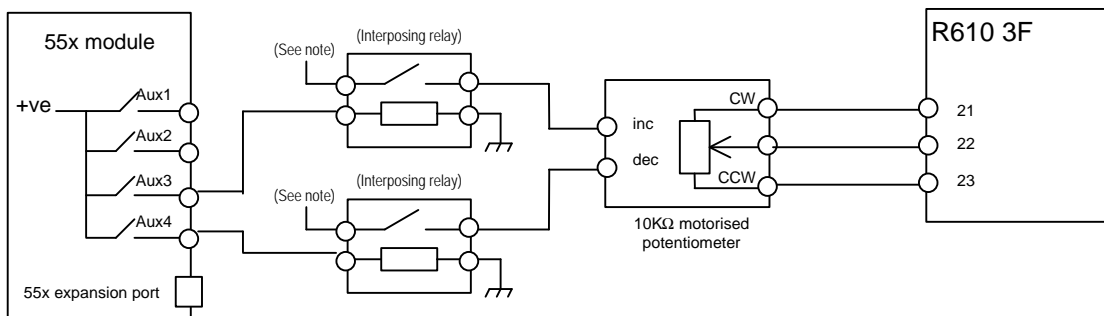 55x module
+ve
Aux1
Aux2
Aux3
Aux4
55x expansion port
(See note)
(Interposing relay)
(See note)
(Interposing relay)
inc
dec
CW
CCW
10KΩ motorised
potentiometer
R610 3F
21
22
23